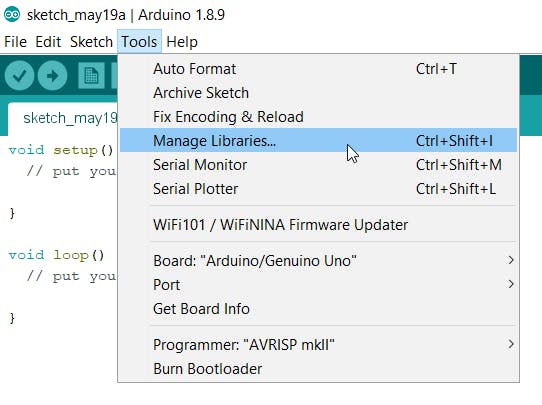 sketch_may19a | Arduino 1.8.9
File Edit Sketch Tools Help
Auto Format Ctrl+T
Archive Sketch
sketch_may19
Fix Encoding & Reload
void setup()
Manage Libraries... Ctrl+Shift+I
// put you
Serial Monitor Ctrl+Shift+M
Serial Plotter Ctrl+Shift+L
}
WiFi101 / WiFiNINA Firmware Updater
void loop()
Board: "Arduino/Genuino Uno"
// put you
Port
Get Board Info
}
Programmer: "AVRISP mkII"
Burn Bootloader